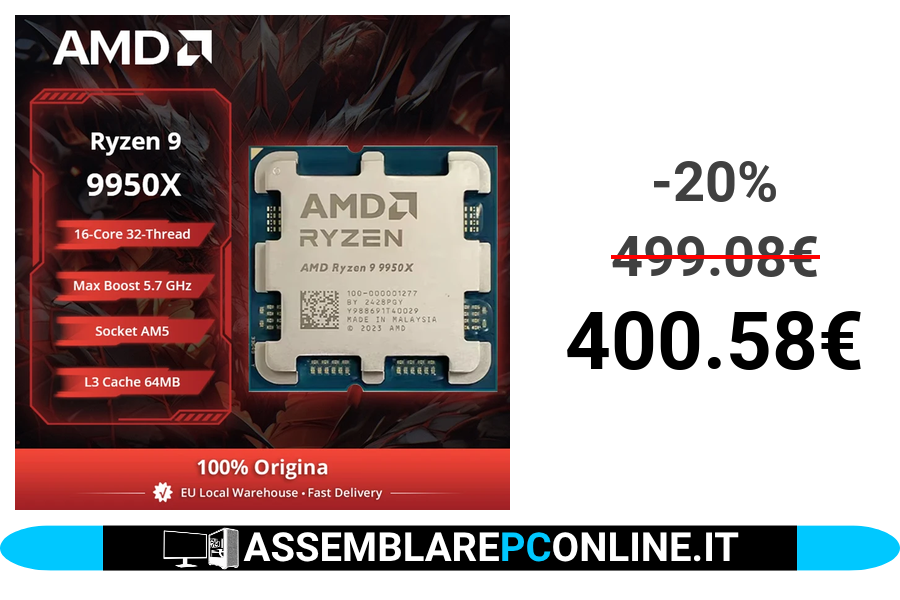 AMD
Ryzen 9
9950X
16-Core 32-Thread
Max Boost 5.7 GHz
Socket AM5
L3 Cache 64MB
AMD
RYZEN
AMD Ryzen 9 9950X
100-000001277
BY 2428PGY
Y988691T40029
MADE IN MALAYSIA
© 2023 AMD
100% Origina
EU Local Warehouse • Fast Delivery
-20%
499.08€
400.58€
ASSEMBLAREPCONLINE.IT